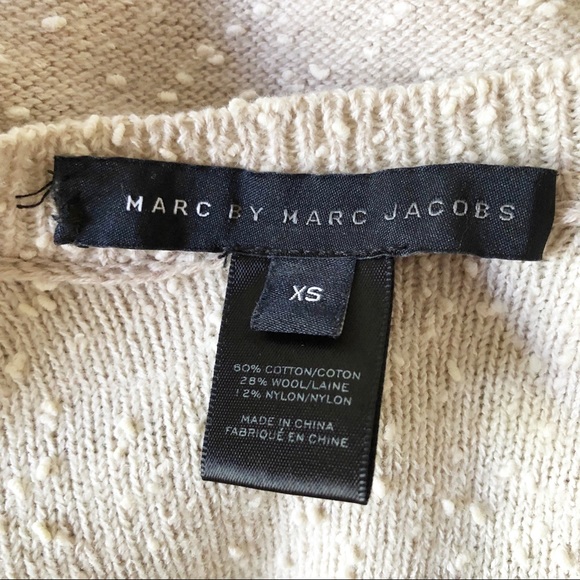 MARC BY MARC JACOBS
XS
60% COTTON/COTON
28% WOOL/LAINE
12% NYLON/NYLON
MADE IN CHINA
FABRIQUÉ EN CHINE